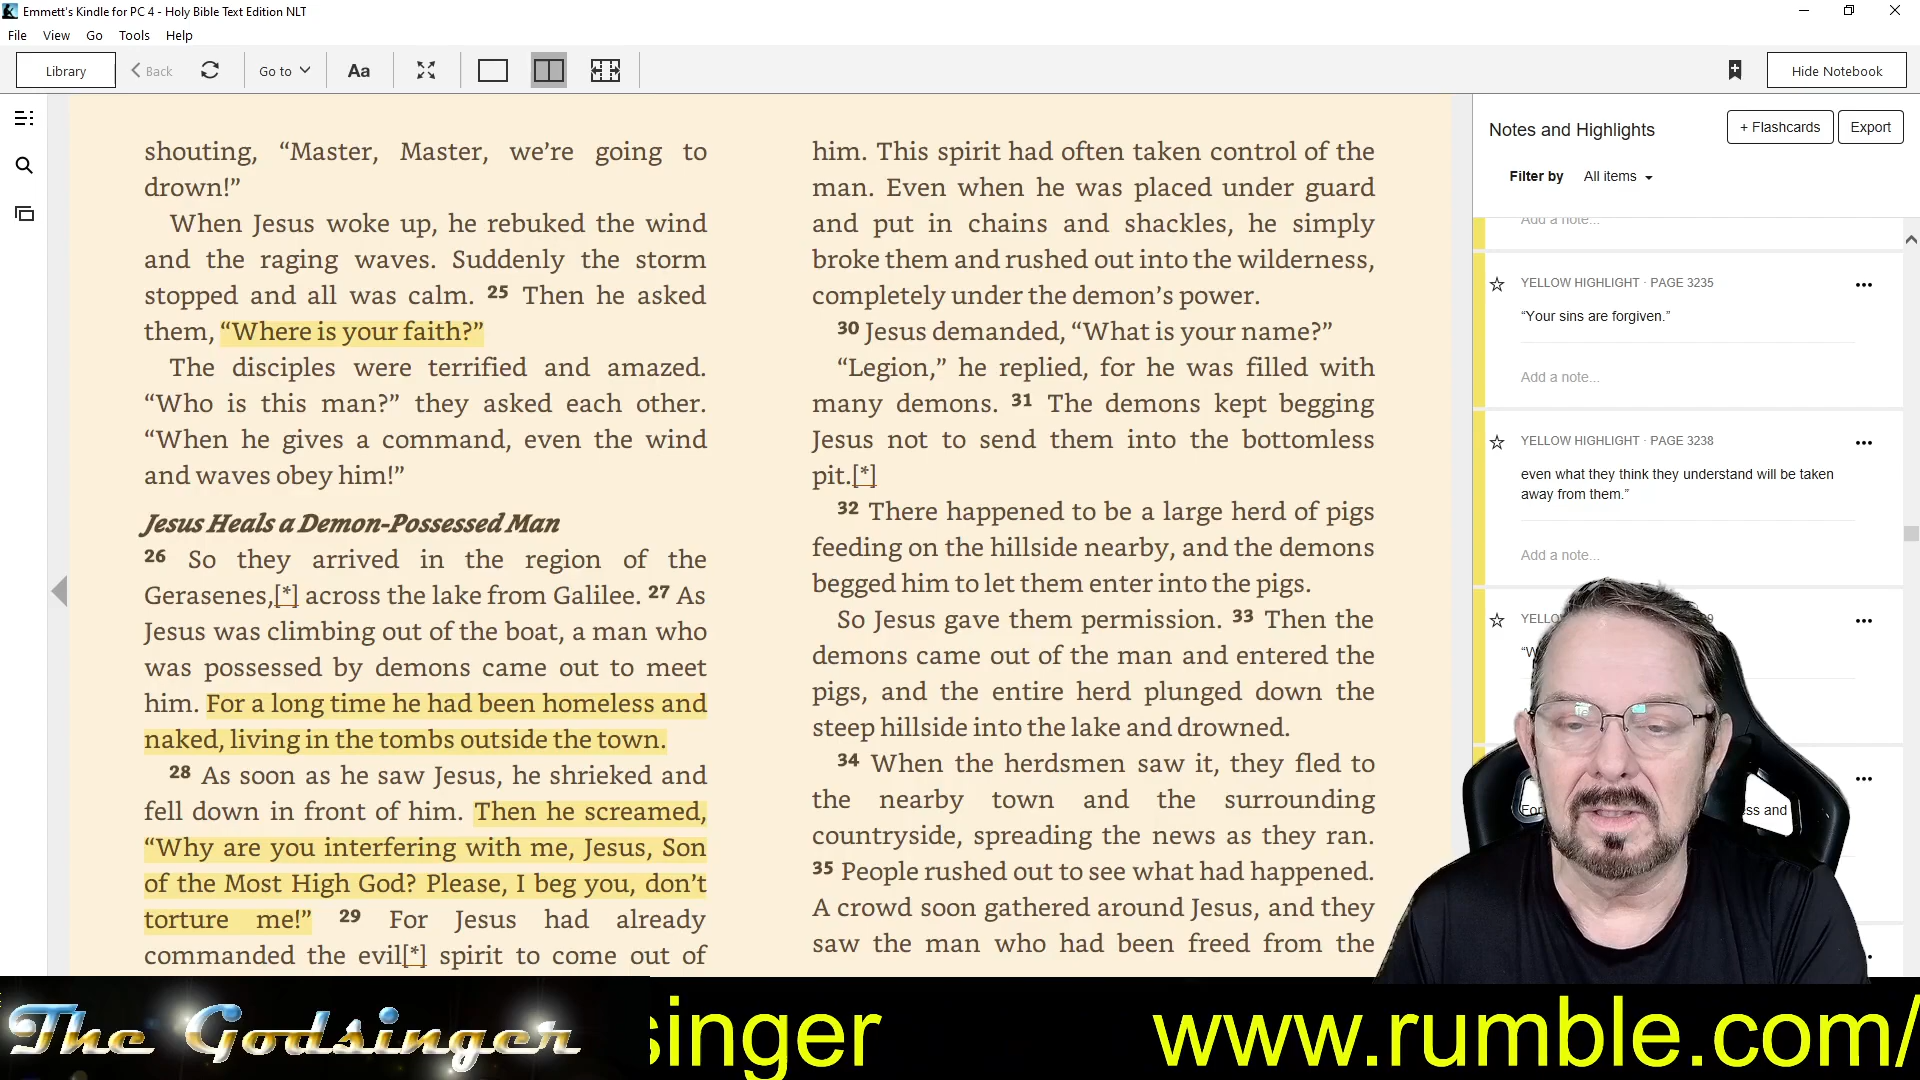 Emmett's Kindle for PC 4 - Holy Bible Text Edition NLT
File View Go Tools Help
Library Back Go to Aa Hide Notebook
shouting, “Master, Master, we’re going to
drown!”
When Jesus woke up, he rebuked the wind
and the raging waves. Suddenly the storm
stopped and all was calm. 25 Then he asked
them, “Where is your faith?”
The disciples were terrified and amazed.
“Who is this man?” they asked each other.
“When he gives a command, even the wind
and waves obey him!”
Jesus Heals a Demon-Possessed Man
26 So they arrived in the region of the
Gerasenes,[*] across the lake from Galilee. 27 As
Jesus was climbing out of the boat, a man who
was possessed by demons came out to meet
him. For a long time he had been homeless and
naked, living in the tombs outside the town.
28 As soon as he saw Jesus, he shrieked and
fell down in front of him. Then he screamed,
“Why are you interfering with me, Jesus, Son
of the Most High God? Please, I beg you, don’t
torture me!” 29 For Jesus had already
commanded the evil[*] spirit to come out of
him. This spirit had often taken control of the
man. Even when he was placed under guard
and put in chains and shackles, he simply
broke them and rushed out into the wilderness,
completely under the demon’s power.
30 Jesus demanded, “What is your name?”
“Legion,” he replied, for he was filled with
many demons. 31 The demons kept begging
Jesus not to send them into the bottomless
pit.[*]
32 There happened to be a large herd of pigs
feeding on the hillside nearby, and the demons
begged him to let them enter into the pigs.
So Jesus gave them permission. 33 Then the
demons came out of the man and entered the
pigs, and the entire herd plunged down the
steep hillside into the lake and drowned.
34 When the herdsmen saw it, they fled to
the nearby town and the surrounding
countryside, spreading the news as they ran.
35 People rushed out to see what had happened.
A crowd soon gathered around Jesus, and they
saw the man who had been freed from the
Notes and Highlights + Flashcards Export
Filter by All items
Add a note...
YELLOW HIGHLIGHT · PAGE 3235
“Your sins are forgiven.”
Add a note...
YELLOW HIGHLIGHT · PAGE 3238
even what they think they understand will be taken
away from them.”
Add a note...
YELLO
“W
For ss and
The Godsinger
singer www.rumble.com/